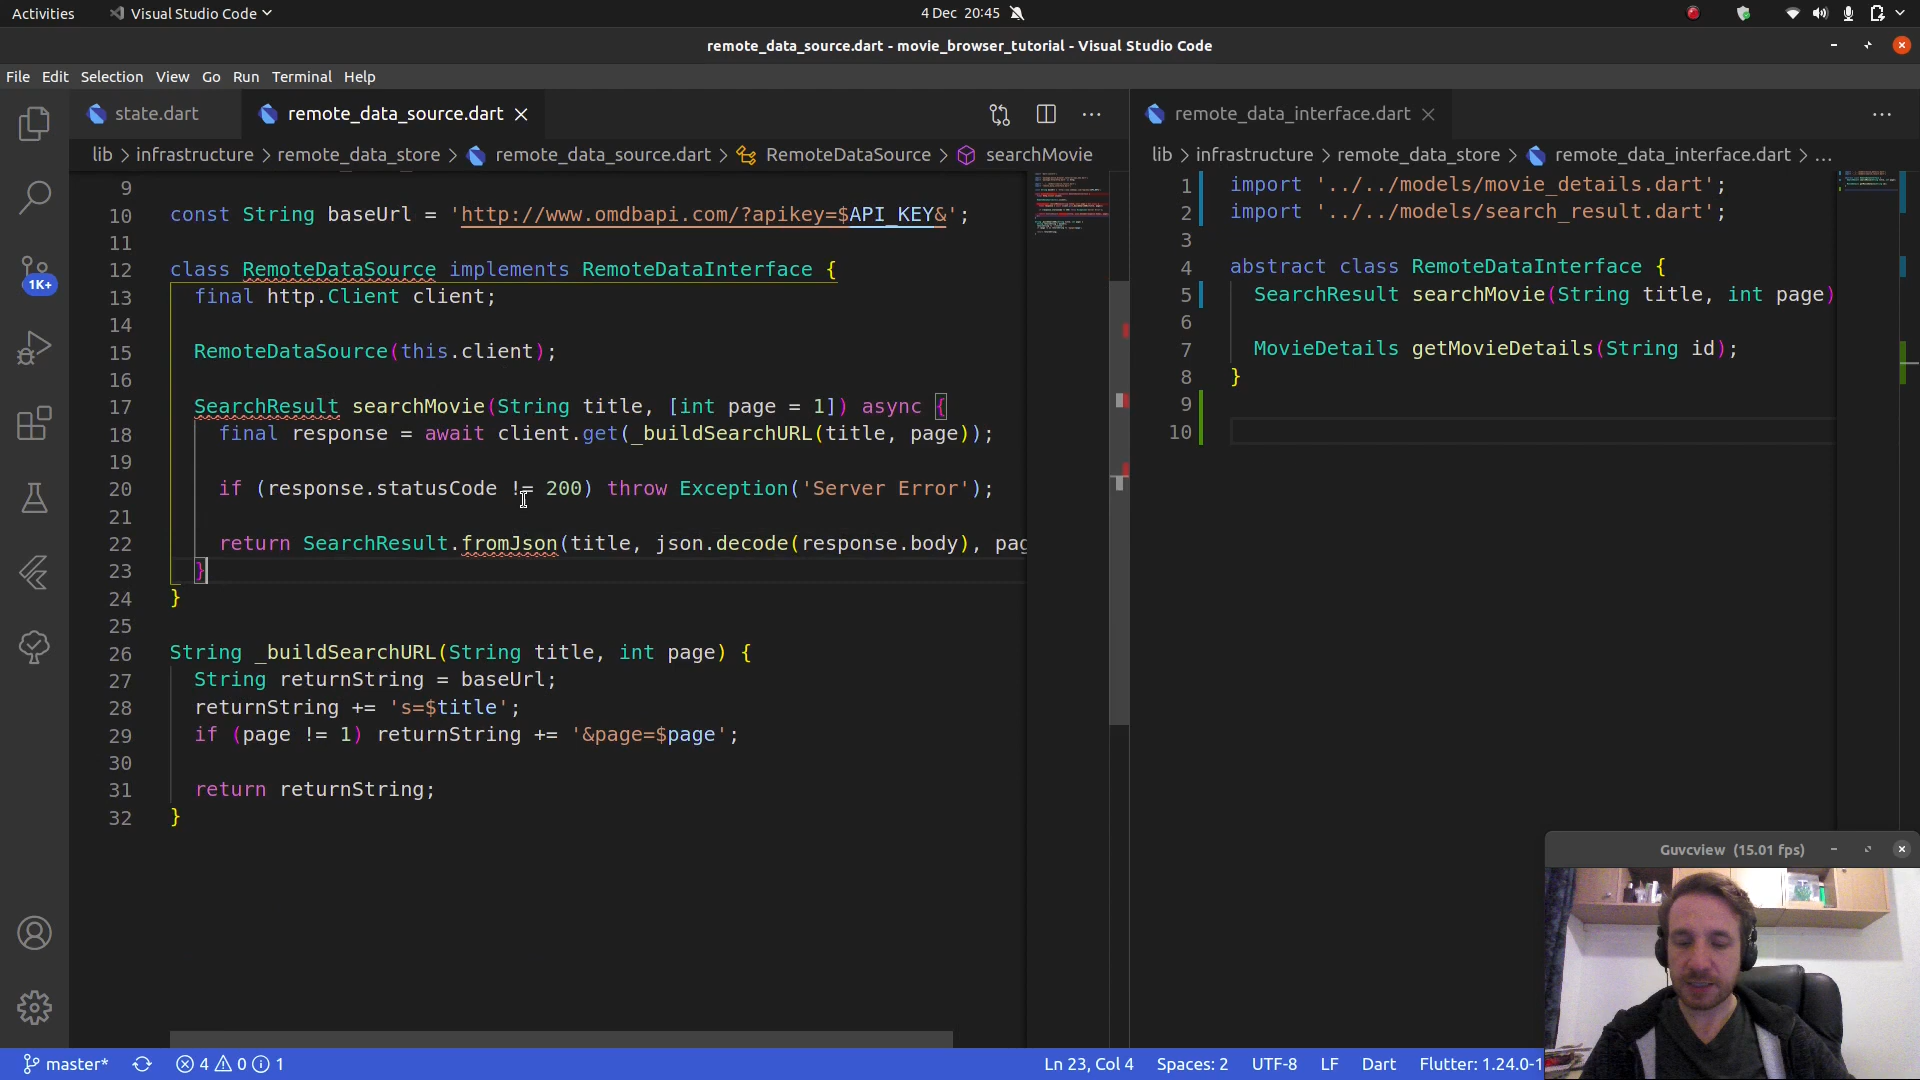 Activities
Visual Studio Code
4 Dec 20:45
remote_data_source.dart - movie_browser_tutorial - Visual Studio Code
File Edit Selection View Go Run Terminal Help
state.dart
remote_data_source.dart
lib > infrastructure > remote_data_store > remote_data_source.dart > RemoteDataSource > searchMovie
9
10 const String baseUrl = 'http://www.omdbapi.com/?apikey=$API_KEY&';
11
12 class RemoteDataSource implements RemoteDataInterface {
13 final http.Client client;
14
15 RemoteDataSource(this.client);
16
17 SearchResult searchMovie(String title, [int page = 1]) async {
18 final response = await client.get(_buildSearchURL(title, page));
19
20 if (response.statusCode != 200) throw Exception('Server Error');
21
22 return SearchResult.fromJson(title, json.decode(response.body), pag
23 }
24 }
25
26 String _buildSearchURL(String title, int page) {
27 String returnString = baseUrl;
28 returnString += 's=$title';
29 if (page != 1) returnString += '&page=$page';
30
31 return returnString;
32 }
1K+
remote_data_interface.dart
lib > infrastructure > remote_data_store > remote_data_interface.dart > ...
1 import '../../models/movie_details.dart';
2 import '../../models/search_result.dart';
3
4 abstract class RemoteDataInterface {
5 SearchResult searchMovie(String title, int page)
6
7 MovieDetails getMovieDetails(String id);
8 }
9
10
Guvcview (15.01 fps)
master* 4 0 1
Ln 23, Col 4 Spaces: 2 UTF-8 LF Dart Flutter: 1.24.0-1